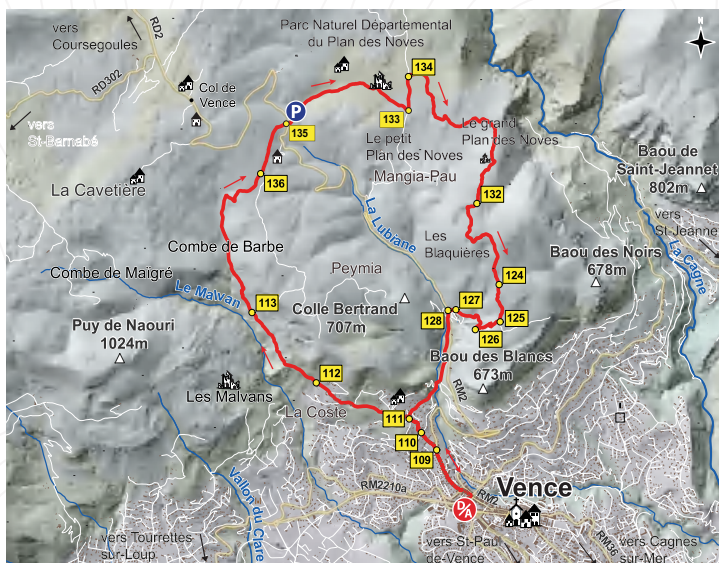 vers
Coursegoules
RD2
Parc Naturel Départemental
du Plan des Noves
N
RD302
Col de
Vence
134
P
133
135
vers
St-Barnabé
Le petit
Plan des Noves
Le grand
Plan des Noves
Mangia-Pau
Baou de
Saint-Jeannet
802m
La Cavetière
136
132
La Lubiane
vers
St-Jeannet
Combe de Barbe
Les
Blaquières
Baou des Noirs
678m
La Cagne
Combe de Maïgré
Peymia
124
Le Malvan
113
Colle Bertrand
707m
127
128
125
126
Puy de Naouri
1024m
Baou des Blancs
673m
112
RM2
Les Malvans
La Coste
111
110
109
Vallon du Clare
RM2210a
RM2
D/A
Vence
RM36
vers Tourrettes
sur-Loup
vers St-Paul
de-Vence
vers Cagnes
sur-Mer